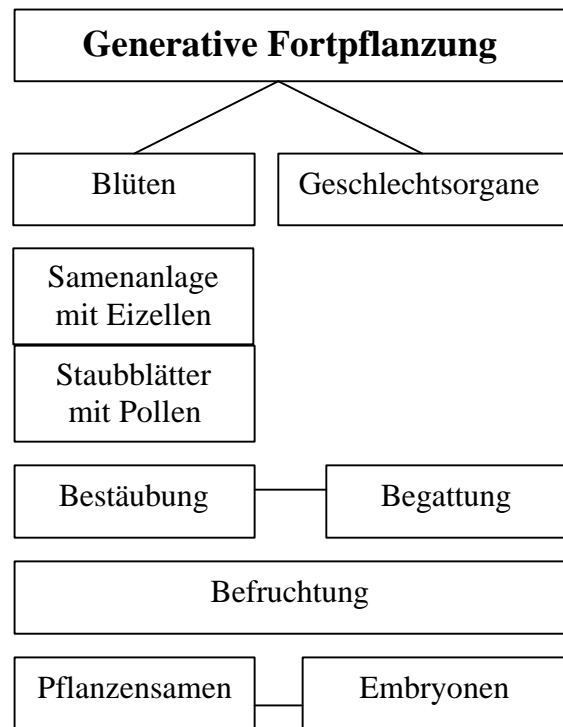 Generative Fortpflanzung
Blüten
Geschlechtsorgane
Samenanlage
mit Eizellen
Staubblätter
mit Pollen
Bestäubung
Begattung
Befruchtung
Pflanzensamen
Embryonen